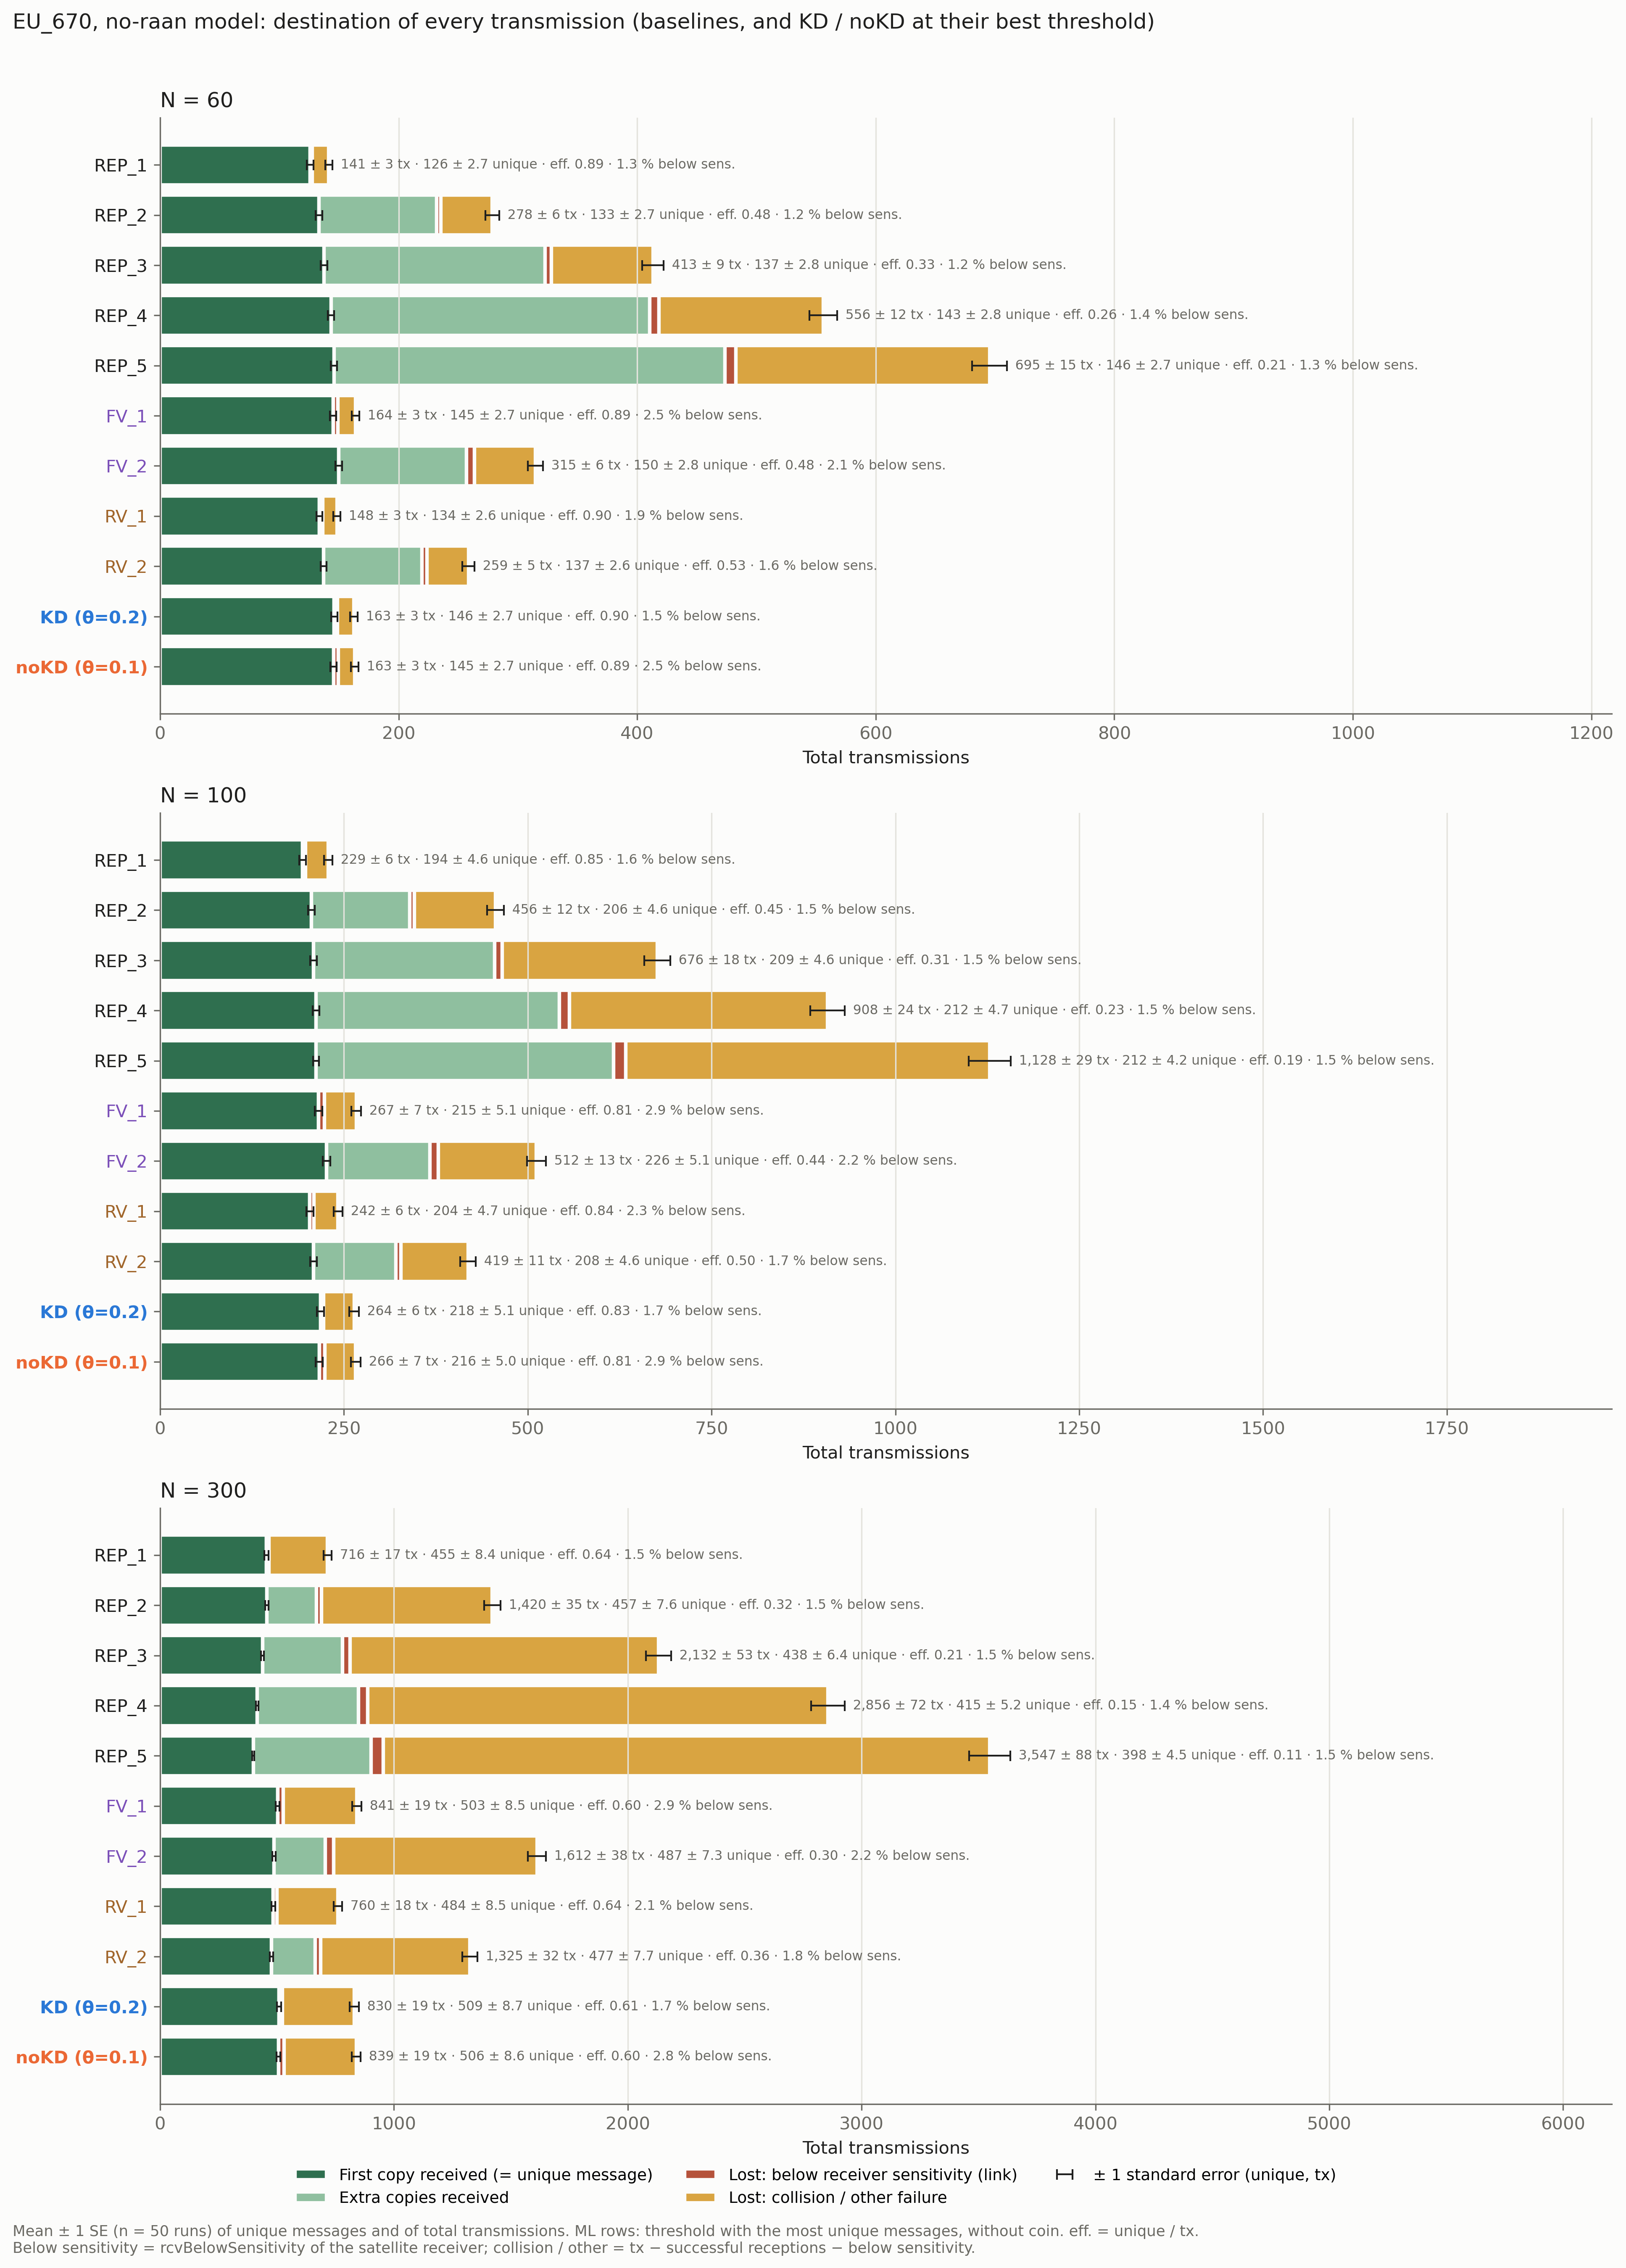 EU_670, no-raan model: destination of every transmission (baselines, and KD / noKD at their best threshold)
N = 60
REP_1
141 ± 3 tx · 126 ± 2.7 unique · eff. 0.89 · 1.3 % below sens.
REP_2
278 ± 6 tx · 133 ± 2.7 unique · eff. 0.48 · 1.2 % below sens.
REP_3
413 ± 9 tx · 137 ± 2.8 unique · eff. 0.33 · 1.2 % below sens.
REP_4
556 ± 12 tx · 143 ± 2.8 unique · eff. 0.26 · 1.4 % below sens.
REP_5
695 ± 15 tx · 146 ± 2.7 unique · eff. 0.21 · 1.3 % below sens.
FV_1
164 ± 3 tx · 145 ± 2.7 unique · eff. 0.89 · 2.5 % below sens.
FV_2
315 ± 6 tx · 150 ± 2.8 unique · eff. 0.48 · 2.1 % below sens.
RV_1
148 ± 3 tx · 134 ± 2.6 unique · eff. 0.90 · 1.9 % below sens.
RV_2
259 ± 5 tx · 137 ± 2.6 unique · eff. 0.53 · 1.6 % below sens.
KD (θ=0.2)
163 ± 3 tx · 146 ± 2.7 unique · eff. 0.90 · 1.5 % below sens.
noKD (θ=0.1)
163 ± 3 tx · 145 ± 2.7 unique · eff. 0.89 · 2.5 % below sens.
0 200 400 600 800 1000 1200
Total transmissions
N = 100
REP_1
229 ± 6 tx · 194 ± 4.6 unique · eff. 0.85 · 1.6 % below sens.
REP_2
456 ± 12 tx · 206 ± 4.6 unique · eff. 0.45 · 1.5 % below sens.
REP_3
676 ± 18 tx · 209 ± 4.6 unique · eff. 0.31 · 1.5 % below sens.
REP_4
908 ± 24 tx · 212 ± 4.7 unique · eff. 0.23 · 1.5 % below sens.
REP_5
1,128 ± 29 tx · 212 ± 4.2 unique · eff. 0.19 · 1.5 % below sens.
FV_1
267 ± 7 tx · 215 ± 5.1 unique · eff. 0.81 · 2.9 % below sens.
FV_2
512 ± 13 tx · 226 ± 5.1 unique · eff. 0.44 · 2.2 % below sens.
RV_1
242 ± 6 tx · 204 ± 4.7 unique · eff. 0.84 · 2.3 % below sens.
RV_2
419 ± 11 tx · 208 ± 4.6 unique · eff. 0.50 · 1.7 % below sens.
KD (θ=0.2)
264 ± 6 tx · 218 ± 5.1 unique · eff. 0.83 · 1.7 % below sens.
noKD (θ=0.1)
266 ± 7 tx · 216 ± 5.0 unique · eff. 0.81 · 2.9 % below sens.
0 250 500 750 1000 1250 1500 1750
Total transmissions
N = 300
REP_1
716 ± 17 tx · 455 ± 8.4 unique · eff. 0.64 · 1.5 % below sens.
REP_2
1,420 ± 35 tx · 457 ± 7.6 unique · eff. 0.32 · 1.5 % below sens.
REP_3
2,132 ± 53 tx · 438 ± 6.4 unique · eff. 0.21 · 1.5 % below sens.
REP_4
2,856 ± 72 tx · 415 ± 5.2 unique · eff. 0.15 · 1.4 % below sens.
REP_5
3,547 ± 88 tx · 398 ± 4.5 unique · eff. 0.11 · 1.5 % below sens.
FV_1
841 ± 19 tx · 503 ± 8.5 unique · eff. 0.60 · 2.9 % below sens.
FV_2
1,612 ± 38 tx · 487 ± 7.3 unique · eff. 0.30 · 2.2 % below sens.
RV_1
760 ± 18 tx · 484 ± 8.5 unique · eff. 0.64 · 2.1 % below sens.
RV_2
1,325 ± 32 tx · 477 ± 7.7 unique · eff. 0.36 · 1.8 % below sens.
KD (θ=0.2)
830 ± 19 tx · 509 ± 8.7 unique · eff. 0.61 · 1.7 % below sens.
noKD (θ=0.1)
839 ± 19 tx · 506 ± 8.6 unique · eff. 0.60 · 2.8 % below sens.
0 1000 2000 3000 4000 5000 6000
Total transmissions
First copy received (= unique message)
Extra copies received
Lost: below receiver sensitivity (link)
Lost: collision / other failure
± 1 standard error (unique, tx)
Mean ± 1 SE (n = 50 runs) of unique messages and of total transmissions. ML rows: threshold with the most unique messages, without coin. eff. = unique / tx.
Below sensitivity = rcvBelowSensitivity of the satellite receiver; collision / other = tx − successful receptions − below sensitivity.